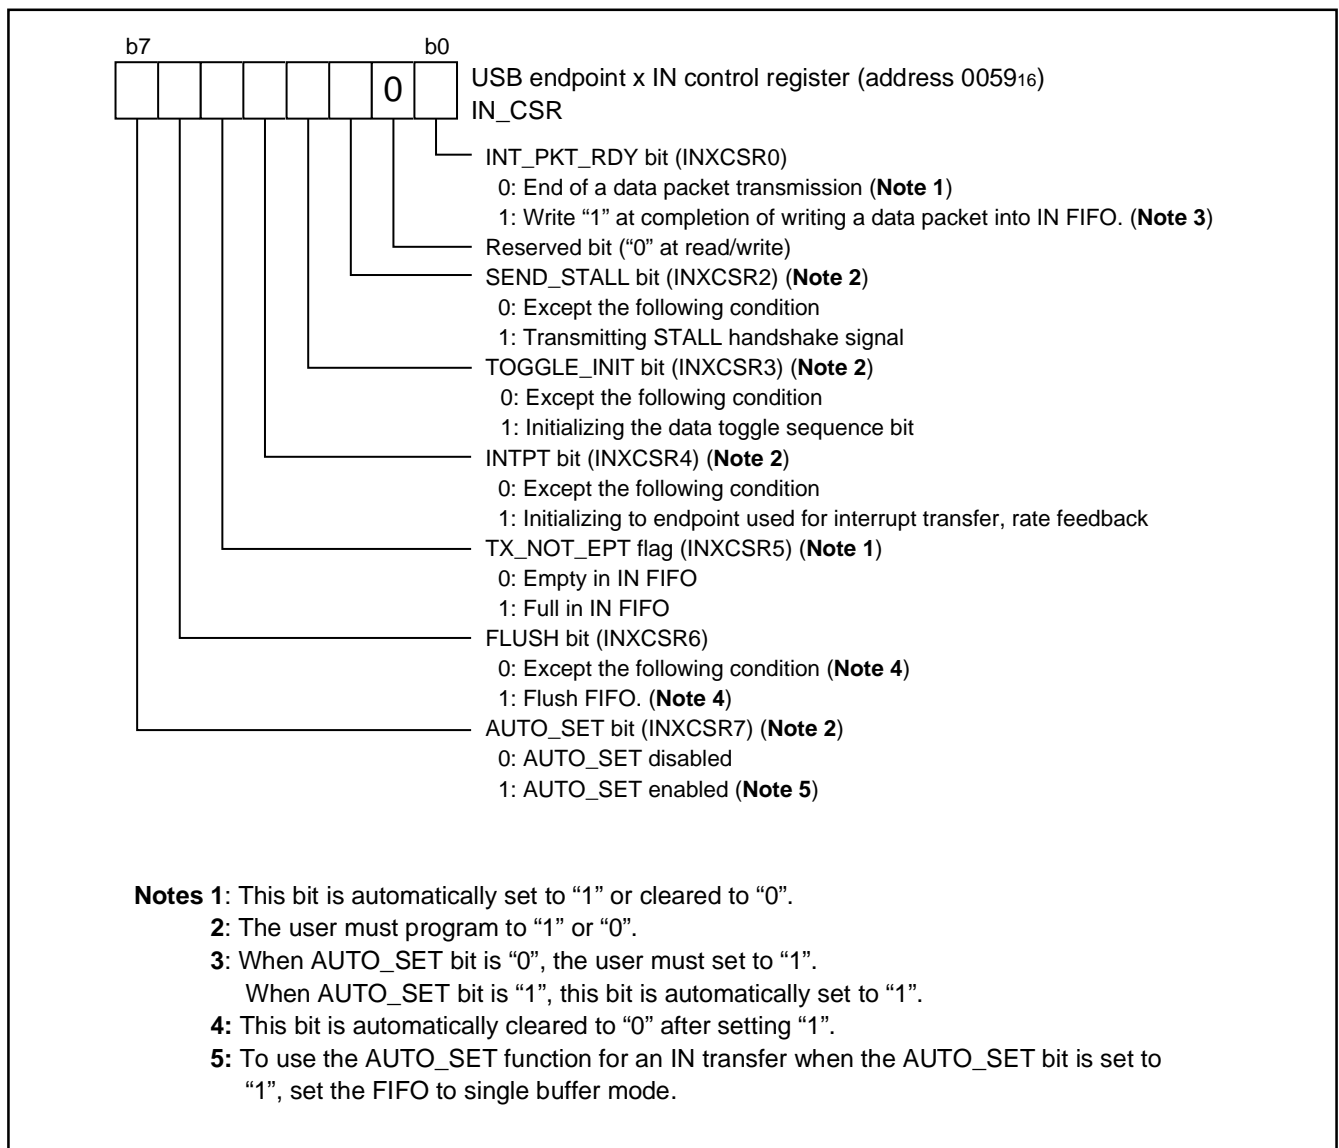 b7 b0
0
USB endpoint x IN control register (address 005916)
IN_CSR
INT_PKT_RDY bit (INXCSR0)
0: End of a data packet transmission (Note 1)
1: Write “1” at completion of writing a data packet into IN FIFO. (Note 3)
Reserved bit (“0” at read/write)
SEND_STALL bit (INXCSR2) (Note 2)
0: Except the following condition
1: Transmitting STALL handshake signal
TOGGLE_INIT bit (INXCSR3) (Note 2)
0: Except the following condition
1: Initializing the data toggle sequence bit
INTPT bit (INXCSR4) (Note 2)
0: Except the following condition
1: Initializing to endpoint used for interrupt transfer, rate feedback
TX_NOT_EPT flag (INXCSR5) (Note 1)
0: Empty in IN FIFO
1: Full in IN FIFO
FLUSH bit (INXCSR6)
0: Except the following condition (Note 4)
1: Flush FIFO. (Note 4)
AUTO_SET bit (INXCSR7) (Note 2)
0: AUTO_SET disabled
1: AUTO_SET enabled (Note 5)
Notes 1: This bit is automatically set to “1” or cleared to “0”.
2: The user must program to “1” or “0”.
3: When AUTO_SET bit is “0”, the user must set to “1”.
When AUTO_SET bit is “1”, this bit is automatically set to “1”.
4: This bit is automatically cleared to “0” after setting “1”.
5: To use the AUTO_SET function for an IN transfer when the AUTO_SET bit is set to
“1”, set the FIFO to single buffer mode.